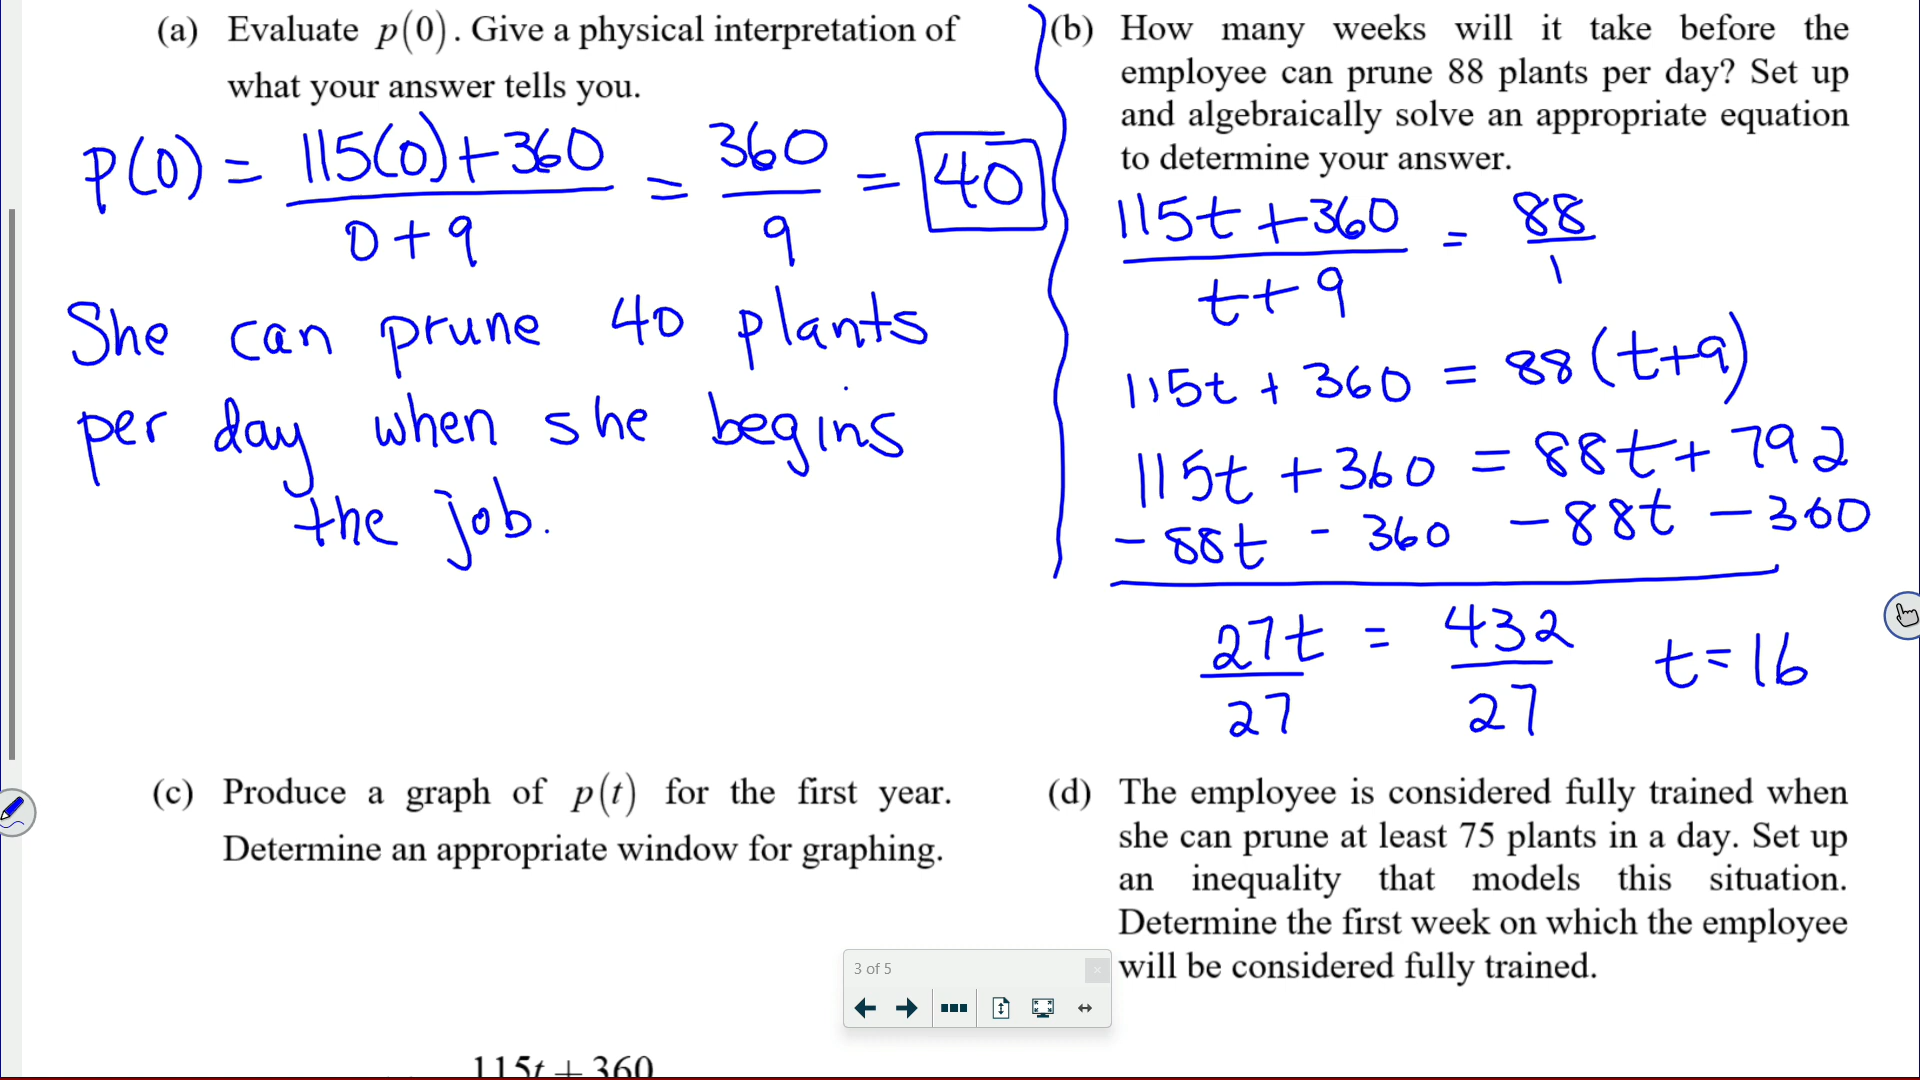 (a) Evaluate p(0). Give a physical interpretation of
what your answer tells you.
p(0) = 115(0)+360 / 0+9 = 360 / 9 = 40
She can prune 40 plants
per day when she begins
the job.
(b) How many weeks will it take before the
employee can prune 88 plants per day? Set up
and algebraically solve an appropriate equation
to determine your answer.
115t +360 / t+9 = 88 / 1
115t + 360 = 88(t+9)
115t +360 = 88t+ 792
-88t - 360 -88t -360
27t / 27 = 432 / 27 t=16
(c) Produce a graph of p(t) for the first year.
Determine an appropriate window for graphing.
(d) The employee is considered fully trained when
she can prune at least 75 plants in a day. Set up
an inequality that models this situation.
Determine the first week on which the employee
will be considered fully trained.
3 of 5
115t + 360